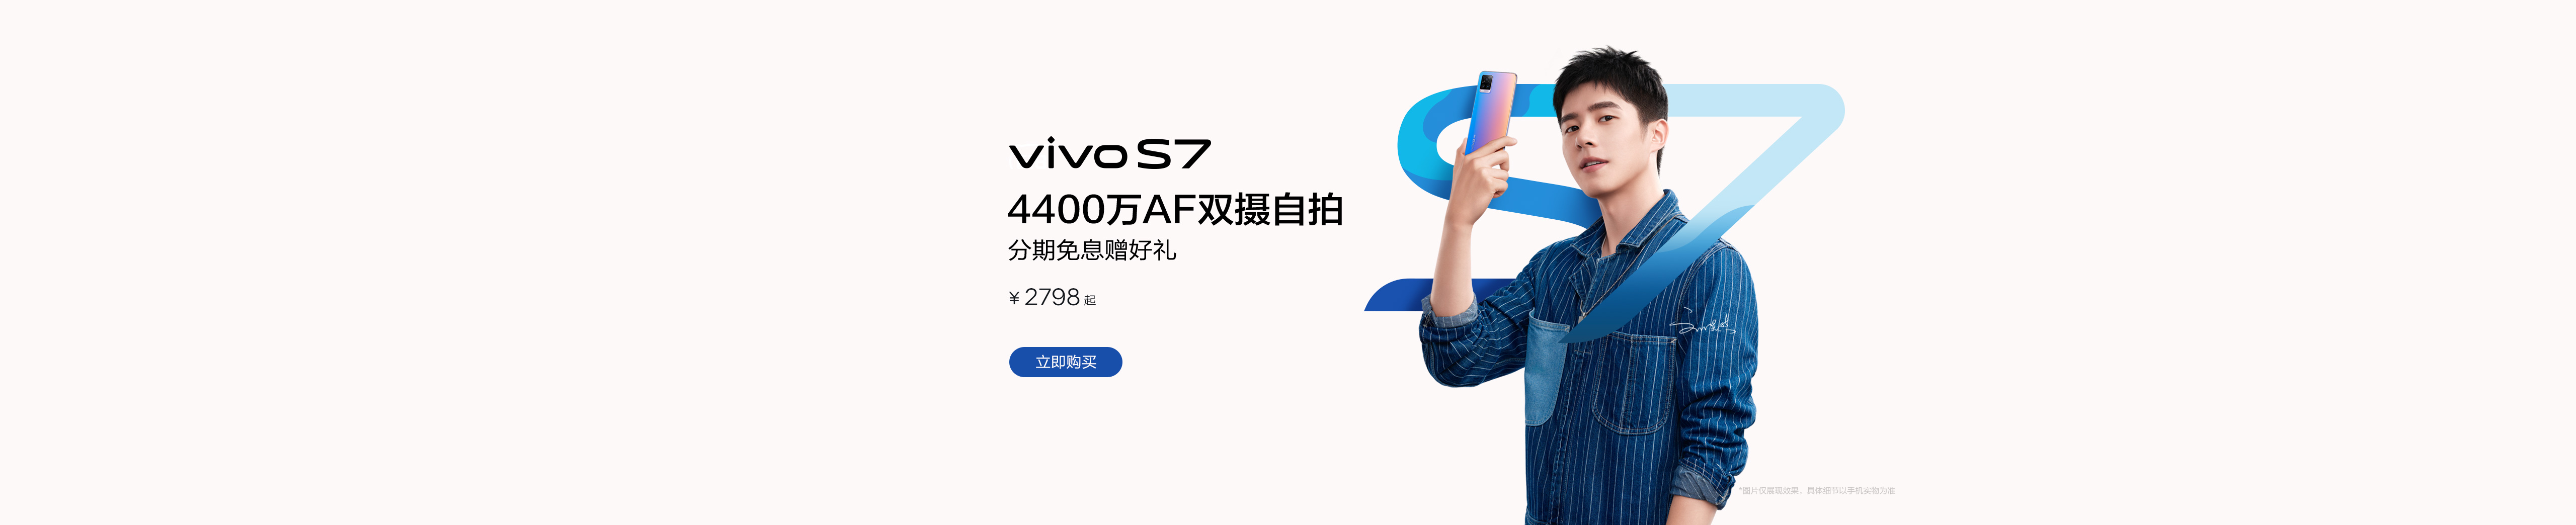 vivo S7
4400万AF双摄自拍
分期免息赠好礼
¥ 2798 起
立即购买
*图片仅展现效果，具体细节以手机实物为准